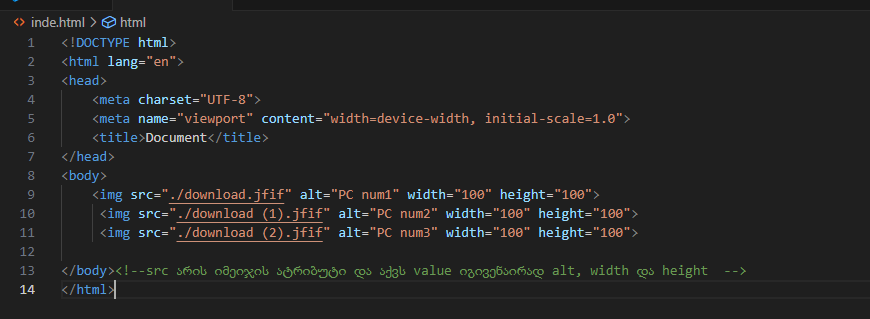 inde.html > html
1 <!DOCTYPE html>
2 <html lang="en">
3 <head>
4 <meta charset="UTF-8">
5 <meta name="viewport" content="width=device-width, initial-scale=1.0">
6 <title>Document</title>
7 </head>
8 <body>
9 <img src="./download.jfif" alt="PC num1" width="100" height="100">
10 <img src="./download (1).jfif" alt="PC num2" width="100" height="100">
11 <img src="./download (2).jfif" alt="PC num3" width="100" height="100">
12
13 </body><!--src არის იმეიჯის ატრიბუტი და აქვს value იგივენაირად alt, width და height  -->
14 </html>